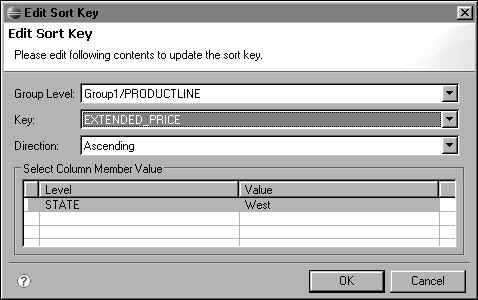 Edit Sort Key
Edit Sort Key
Please edit following contents to update the sort key.
Group Level: Group1/PRODUCTLINE
Key: EXTENDED_PRICE
Direction: Ascending
Select Column Member Value
Level Value
STATE West
? OK Cancel